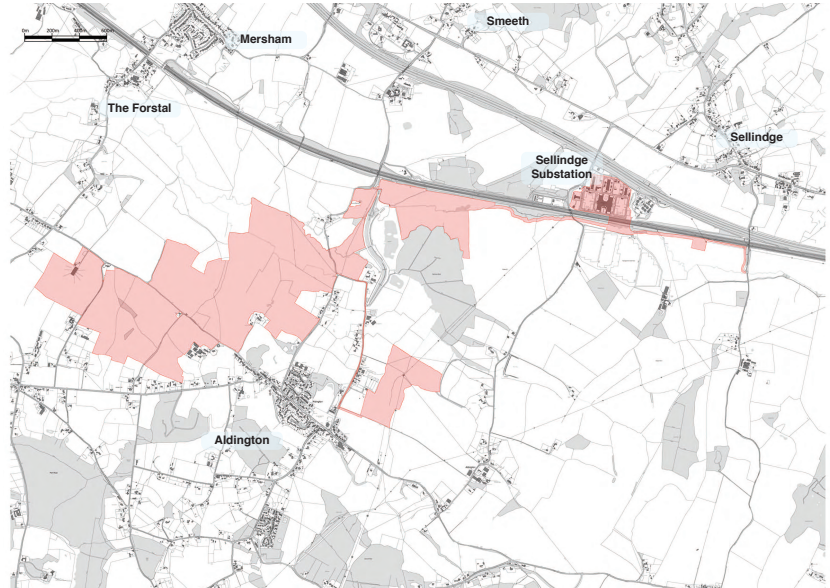 Smeeth
Mersham
0m 200m 400m 600m
The Forstal
Sellindge
Sellindge
Substation
Aldington